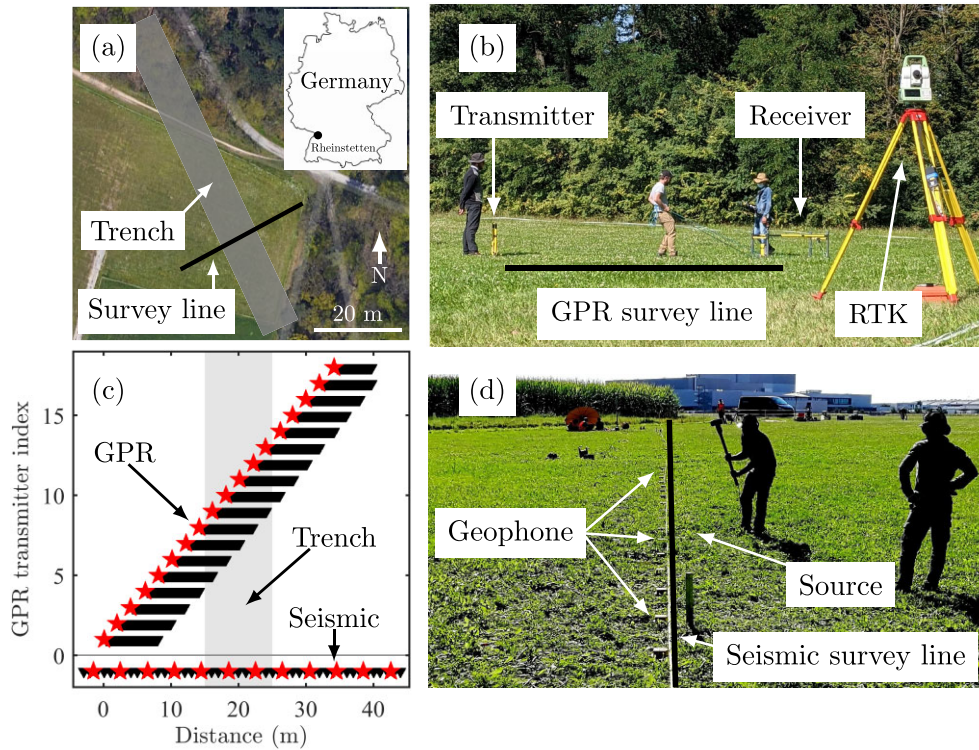 (a)
Germany
Rheinstetten
Trench
Survey line
N
20 m
(b)
Transmitter
Receiver
RTK
GPR survey line
(c)
GPR transmitter index
15
10
5
0
GPR
Trench
Seismic
0 10 20 30 40
Distance (m)
(d)
Geophone
Source
Seismic survey line